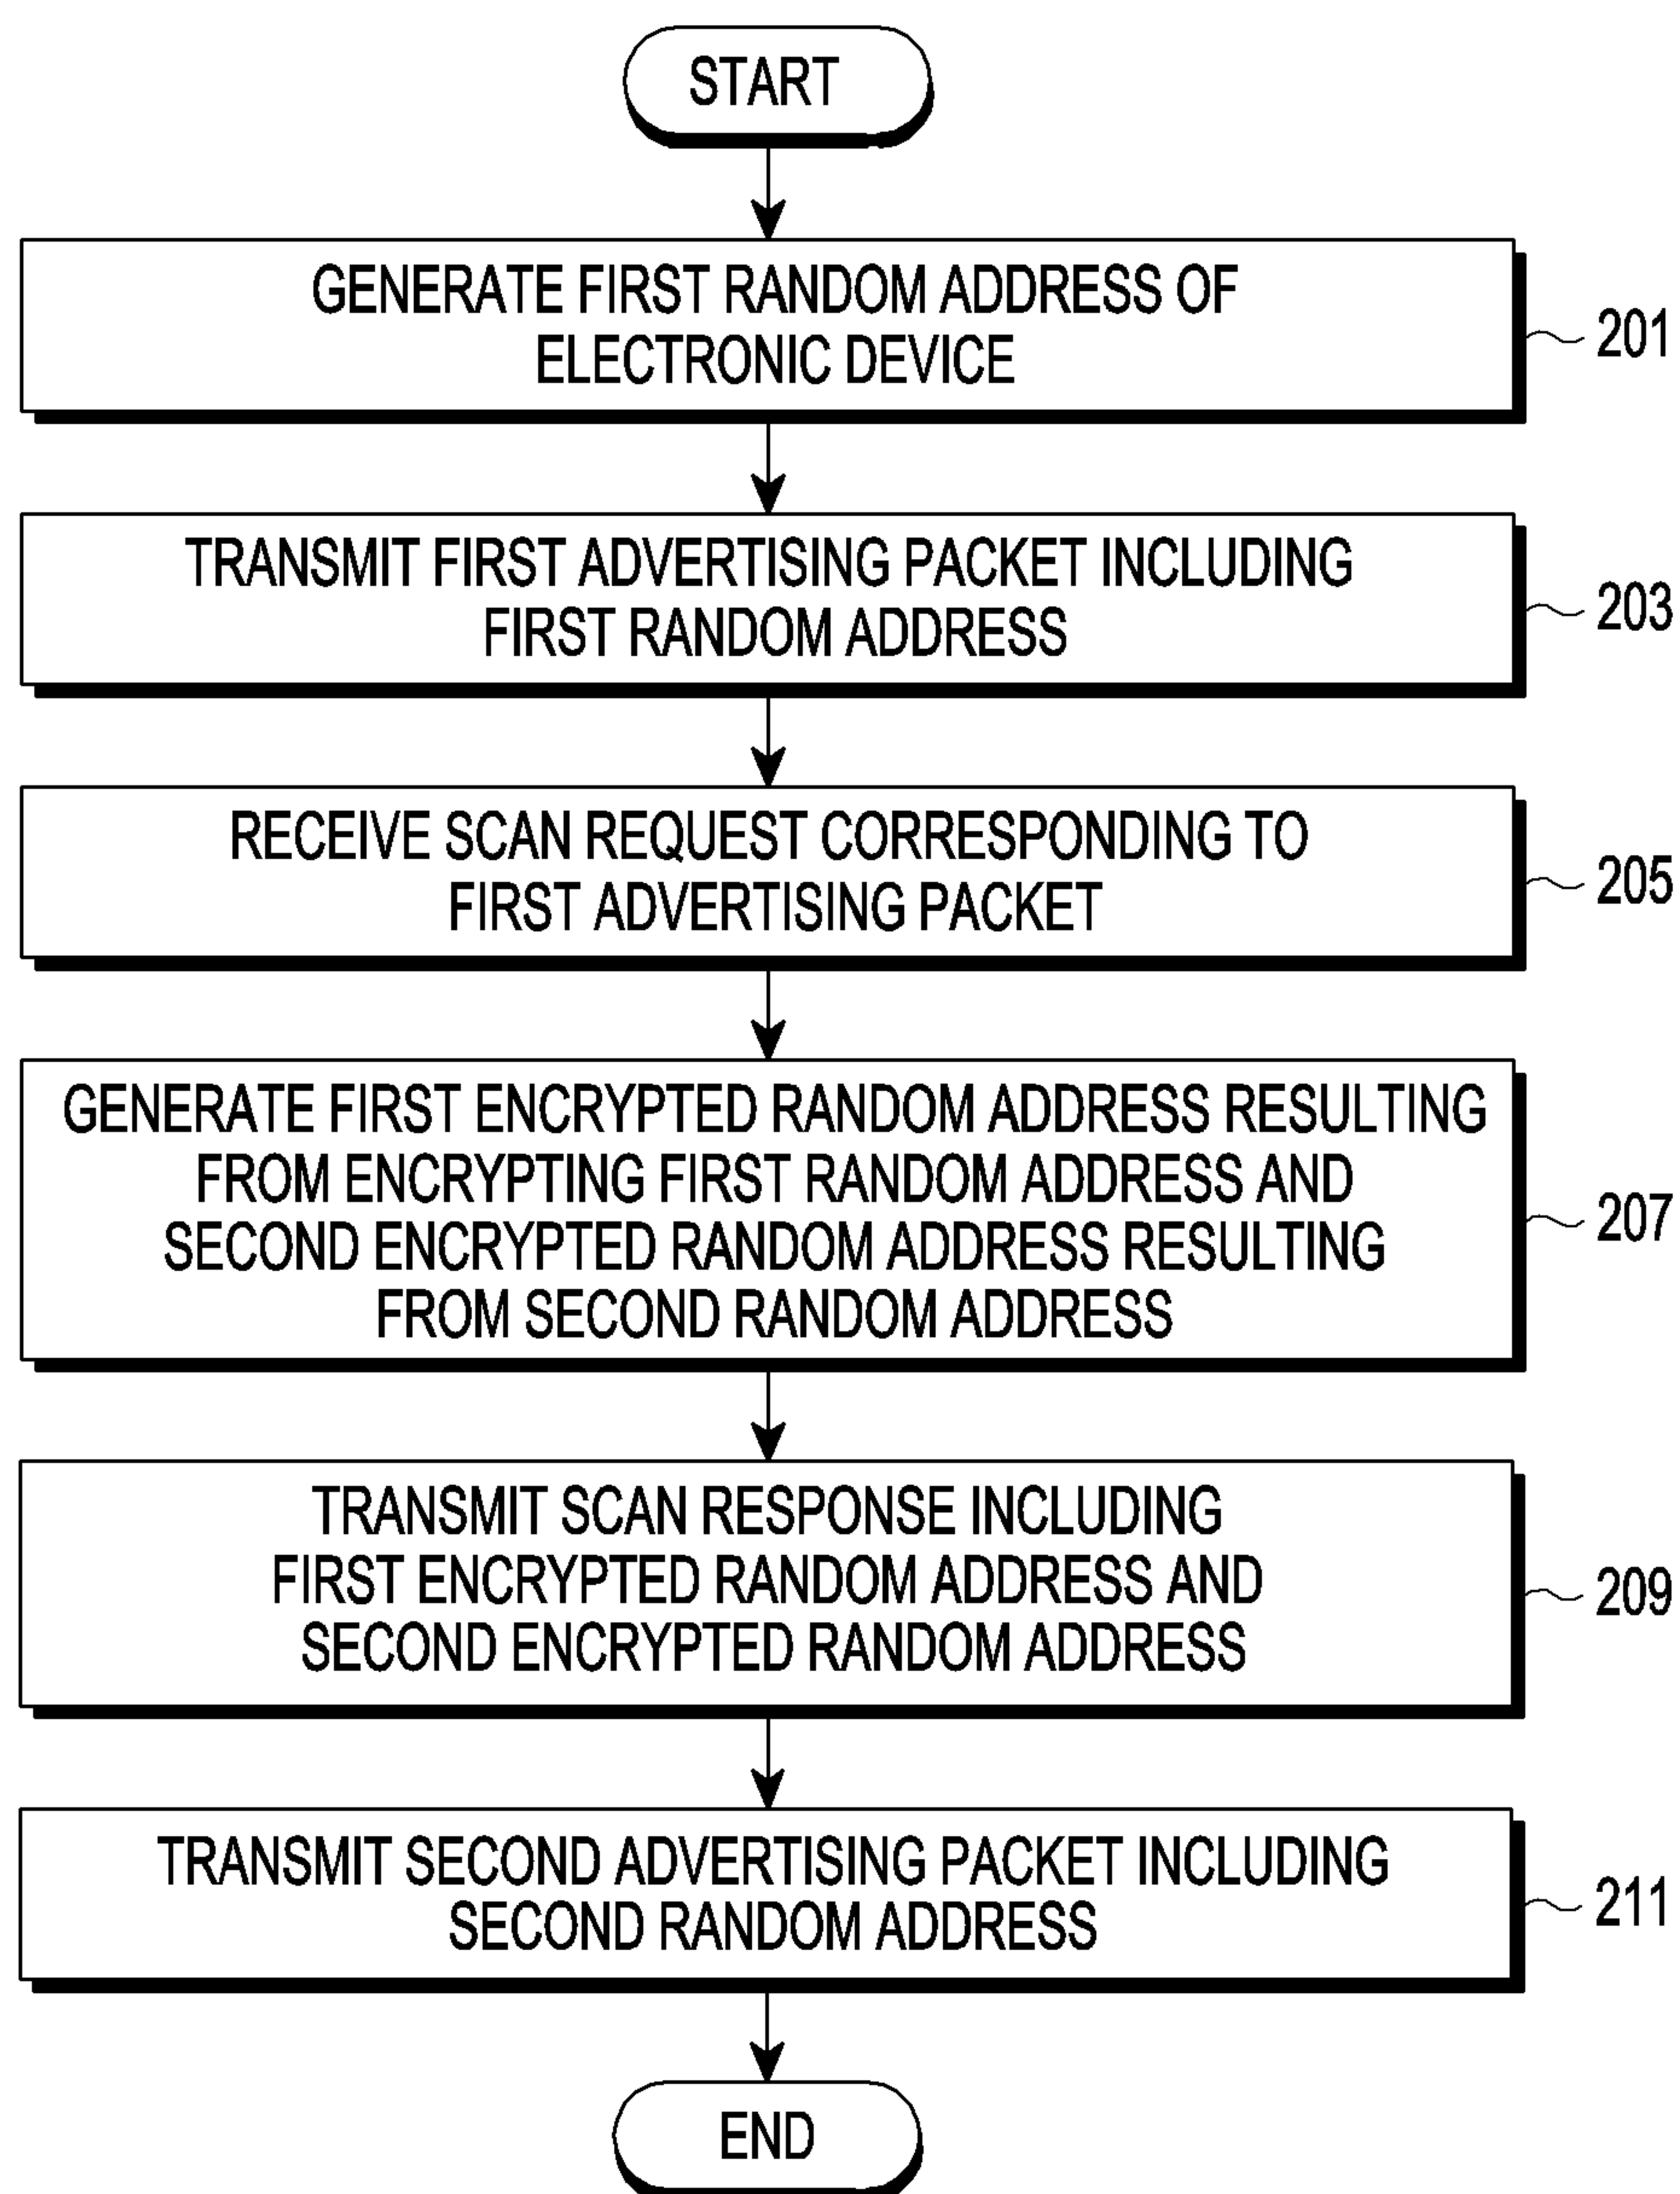 START
GENERATE FIRST RANDOM ADDRESS OF
ELECTRONIC DEVICE
201
TRANSMIT FIRST ADVERTISING PACKET INCLUDING
FIRST RANDOM ADDRESS
203
RECEIVE SCAN REQUEST CORRESPONDING TO
FIRST ADVERTISING PACKET
205
GENERATE FIRST ENCRYPTED RANDOM ADDRESS RESULTING
FROM ENCRYPTING FIRST RANDOM ADDRESS AND
SECOND ENCRYPTED RANDOM ADDRESS RESULTING
FROM SECOND RANDOM ADDRESS
207
TRANSMIT SCAN RESPONSE INCLUDING
FIRST ENCRYPTED RANDOM ADDRESS AND
SECOND ENCRYPTED RANDOM ADDRESS
209
TRANSMIT SECOND ADVERTISING PACKET INCLUDING
SECOND RANDOM ADDRESS
211
END